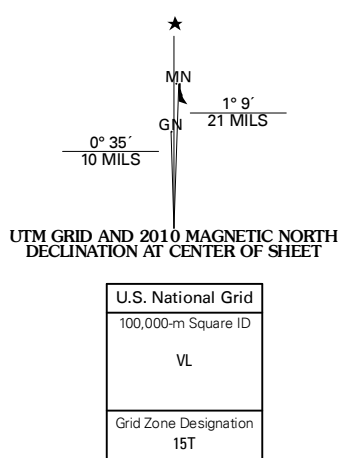 ★
MN
GN
1° 9´
21 MILS
0° 35´
10 MILS
UTM GRID AND 2010 MAGNETIC NORTH
DECLINATION AT CENTER OF SHEET
U.S. National Grid
100,000-m Square ID
VL
Grid Zone Designation
15T